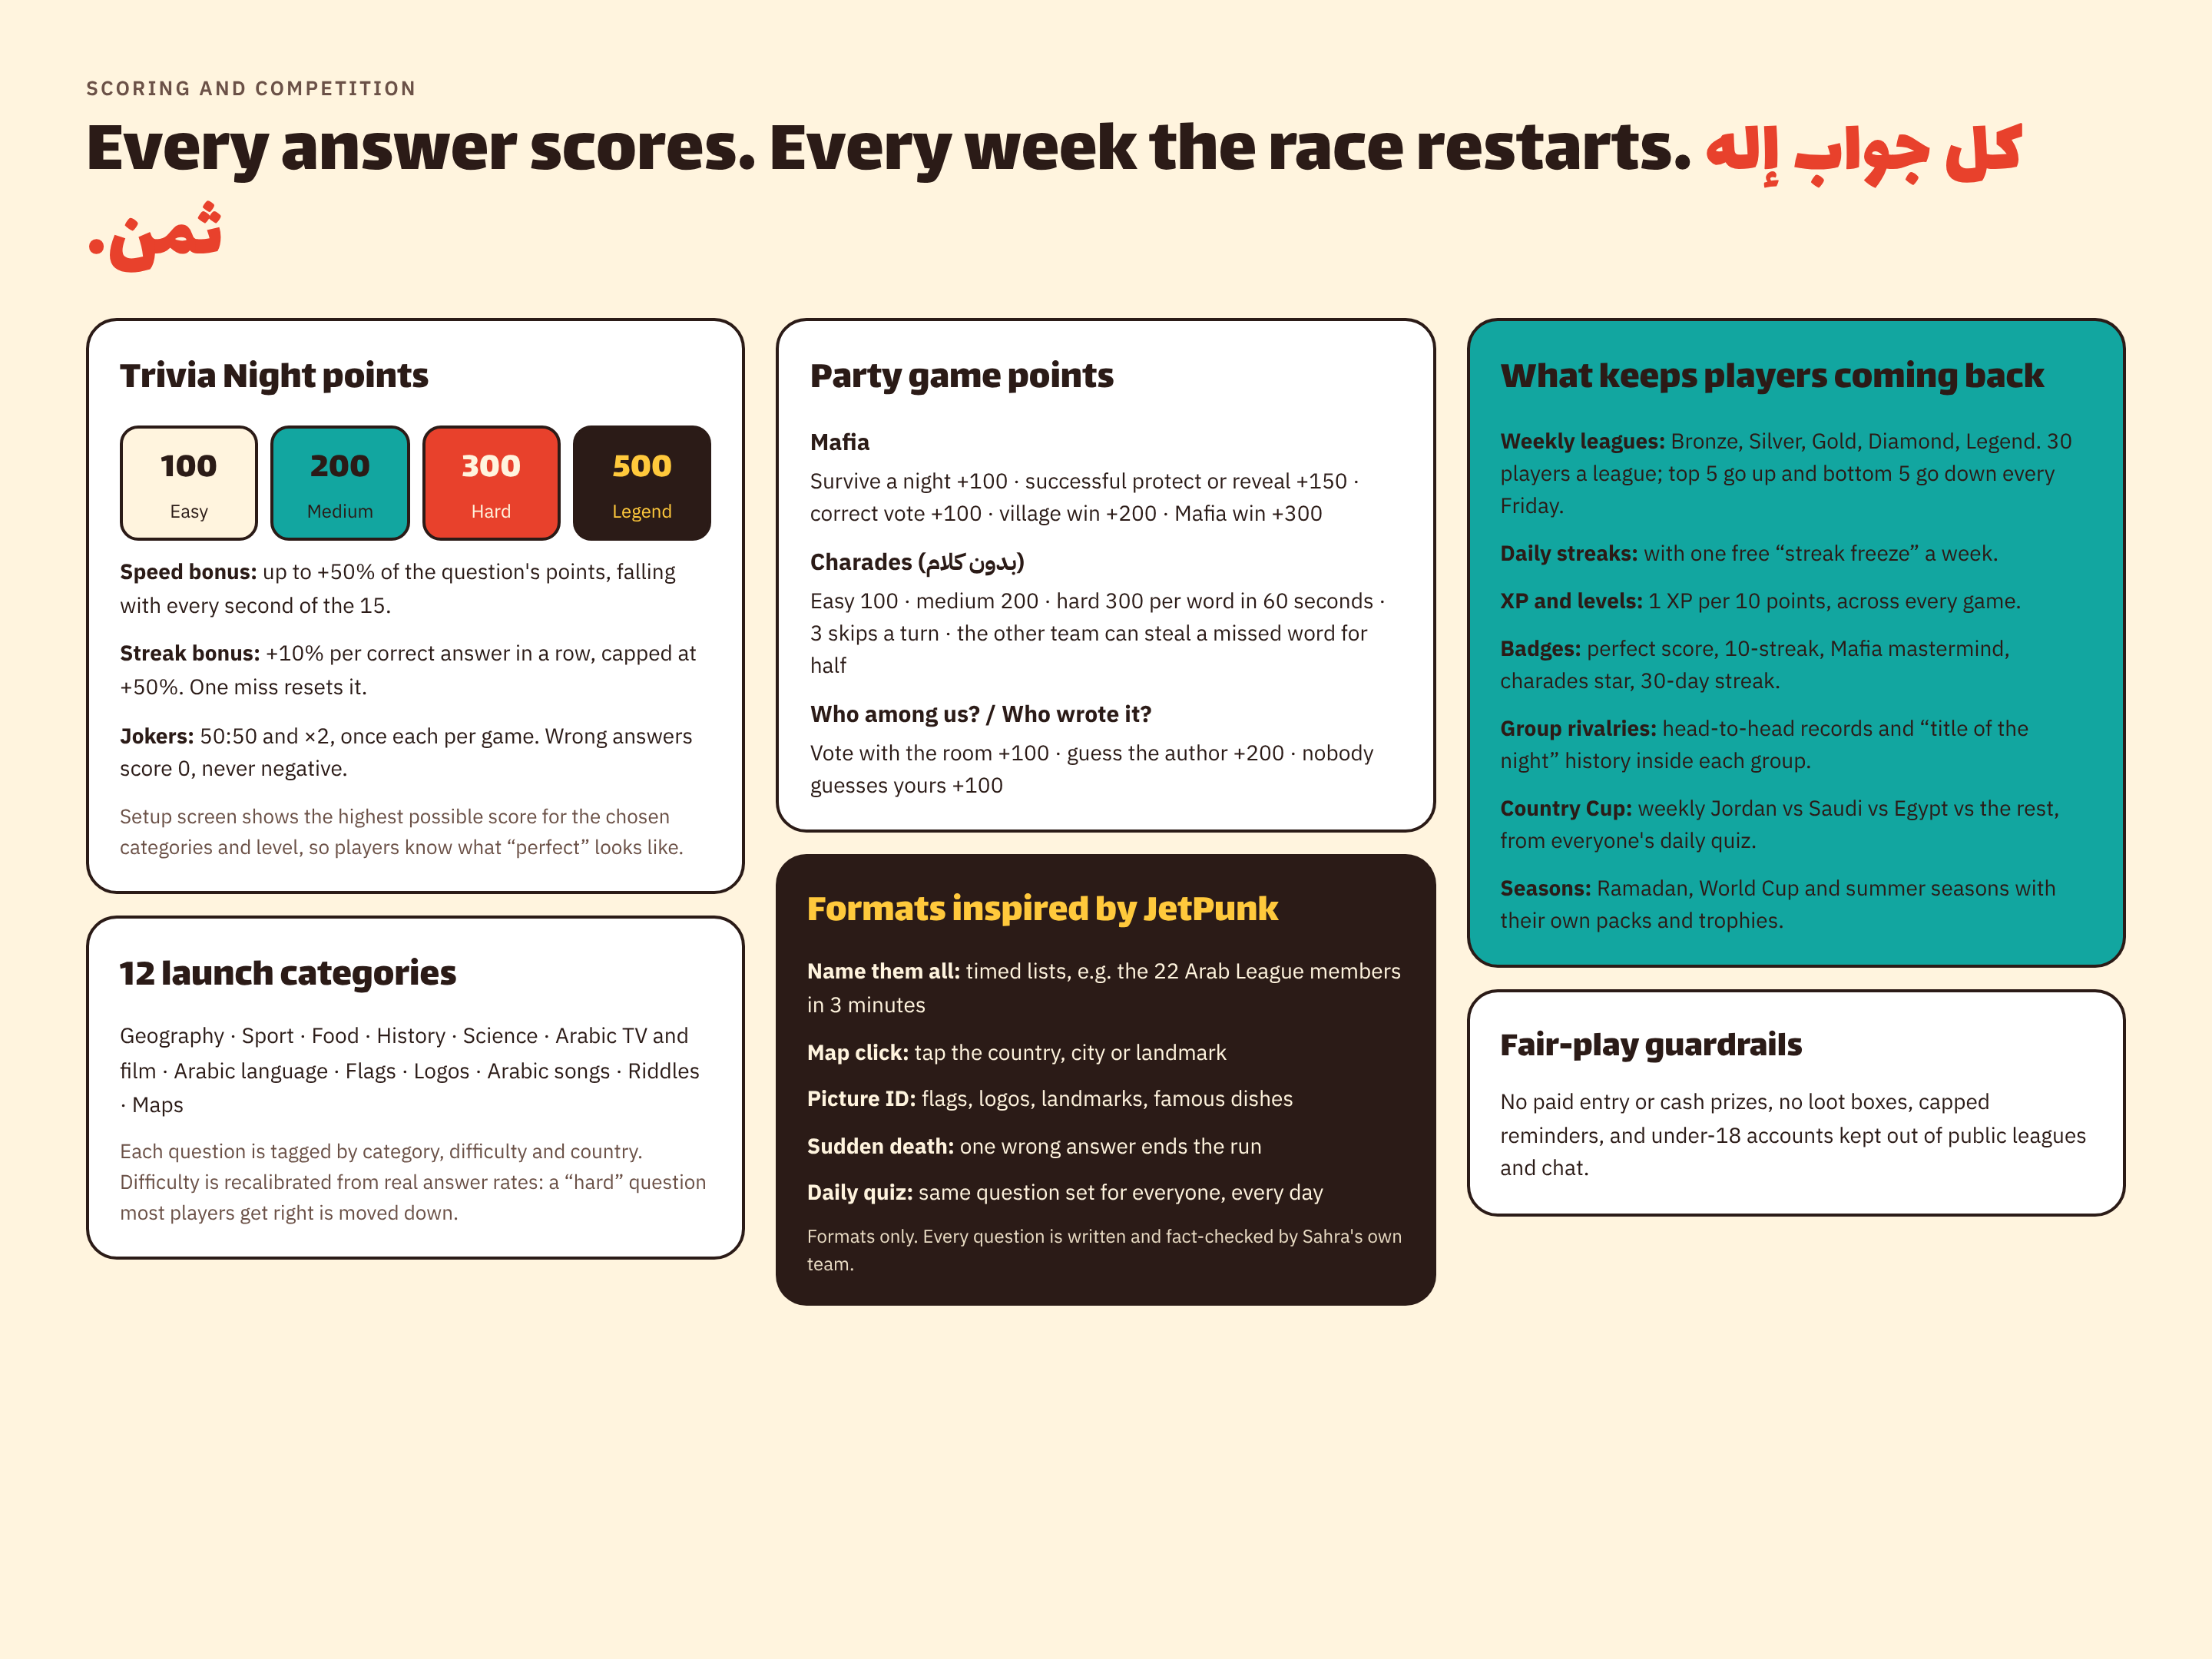 SCORING AND COMPETITION
Every answer scores. Every week the race restarts. كل جواب إله
ثمن.
Trivia Night points
100
Easy
200
Medium
300
Hard
500
Legend
Speed bonus: up to +50% of the question's points, falling
with every second of the 15.
Streak bonus: +10% per correct answer in a row, capped at
+50%. One miss resets it.
Jokers: 50:50 and ×2, once each per game. Wrong answers
score 0, never negative.
Setup screen shows the highest possible score for the chosen
categories and level, so players know what “perfect” looks like.
12 launch categories
Geography · Sport · Food · History · Science · Arabic TV and
film · Arabic language · Flags · Logos · Arabic songs · Riddles
· Maps
Each question is tagged by category, difficulty and country.
Difficulty is recalibrated from real answer rates: a “hard” question
most players get right is moved down.
Party game points
Mafia
Survive a night +100 · successful protect or reveal +150 ·
correct vote +100 · village win +200 · Mafia win +300
Charades (بدون كلام)
Easy 100 · medium 200 · hard 300 per word in 60 seconds ·
3 skips a turn · the other team can steal a missed word for
half
Who among us? / Who wrote it?
Vote with the room +100 · guess the author +200 · nobody
guesses yours +100
Formats inspired by JetPunk
Name them all: timed lists, e.g. the 22 Arab League members
in 3 minutes
Map click: tap the country, city or landmark
Picture ID: flags, logos, landmarks, famous dishes
Sudden death: one wrong answer ends the run
Daily quiz: same question set for everyone, every day
Formats only. Every question is written and fact-checked by Sahra's own
team.
What keeps players coming back
Weekly leagues: Bronze, Silver, Gold, Diamond, Legend. 30
players a league; top 5 go up and bottom 5 go down every
Friday.
Daily streaks: with one free “streak freeze” a week.
XP and levels: 1 XP per 10 points, across every game.
Badges: perfect score, 10-streak, Mafia mastermind,
charades star, 30-day streak.
Group rivalries: head-to-head records and “title of the
night” history inside each group.
Country Cup: weekly Jordan vs Saudi vs Egypt vs the rest,
from everyone's daily quiz.
Seasons: Ramadan, World Cup and summer seasons with
their own packs and trophies.
Fair-play guardrails
No paid entry or cash prizes, no loot boxes, capped
reminders, and under-18 accounts kept out of public leagues
and chat.